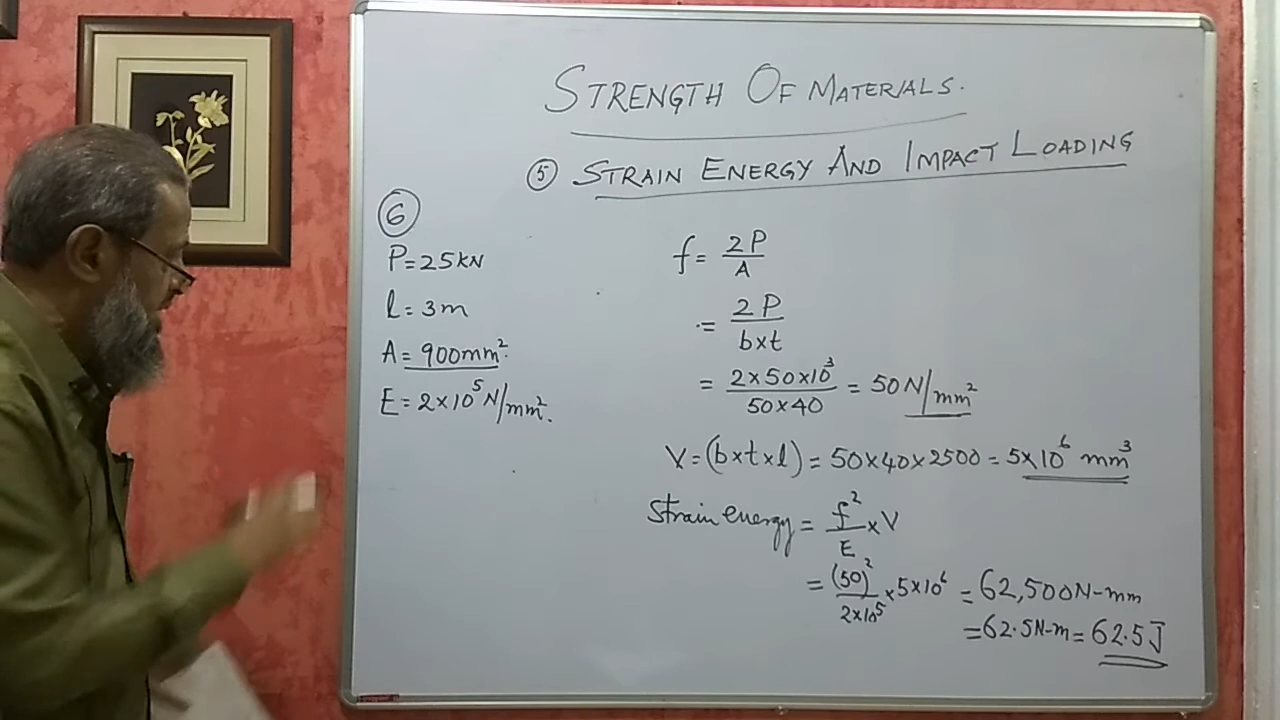 STRENGTH OF MATERIALS.
⑤ STRAIN ENERGY AND IMPACT LOADING
⑥
P=25KN
l=3m
A=900mm².
E=2×10⁵N/mm².
f= 2P/A
= 2P/b×t
= 2×50×10³/50×40 = 50N/mm²
V=(b×t×l)=50×40×2500=5×10⁶ mm³
Strain energy = f²/E ×V
= (50)²/2×10⁵ ×5×10⁶ = 62,500N-mm
=62.5N-m=62.5J